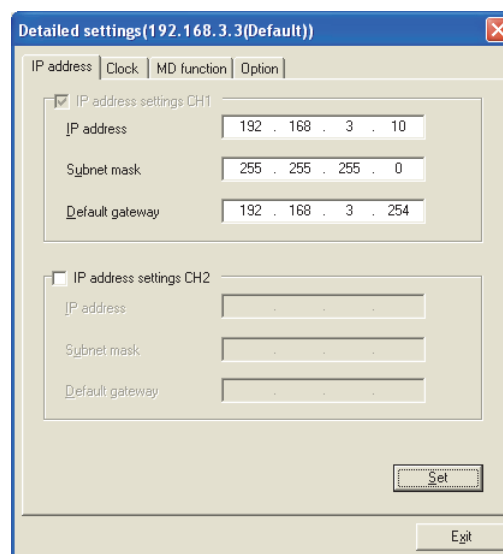 Detailed settings(192.168.3.3(Default))
IP address Clock MD function Option
IP address settings CH1
IP address 192 . 168 . 3 . 10
Subnet mask 255 . 255 . 255 . 0
Default gateway 192 . 168 . 3 . 254
IP address settings CH2
IP address . . .
Subnet mask . . .
Default gateway . . .
Set
Exit